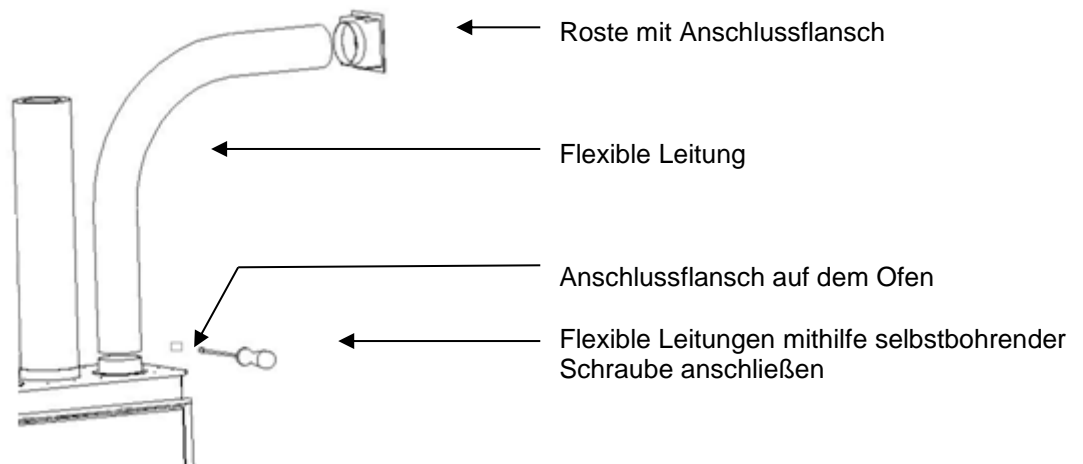 Roste mit Anschlussflansch
Flexible Leitung
Anschlussflansch auf dem Ofen
Flexible Leitungen mithilfe selbstbohrender
Schraube anschließen